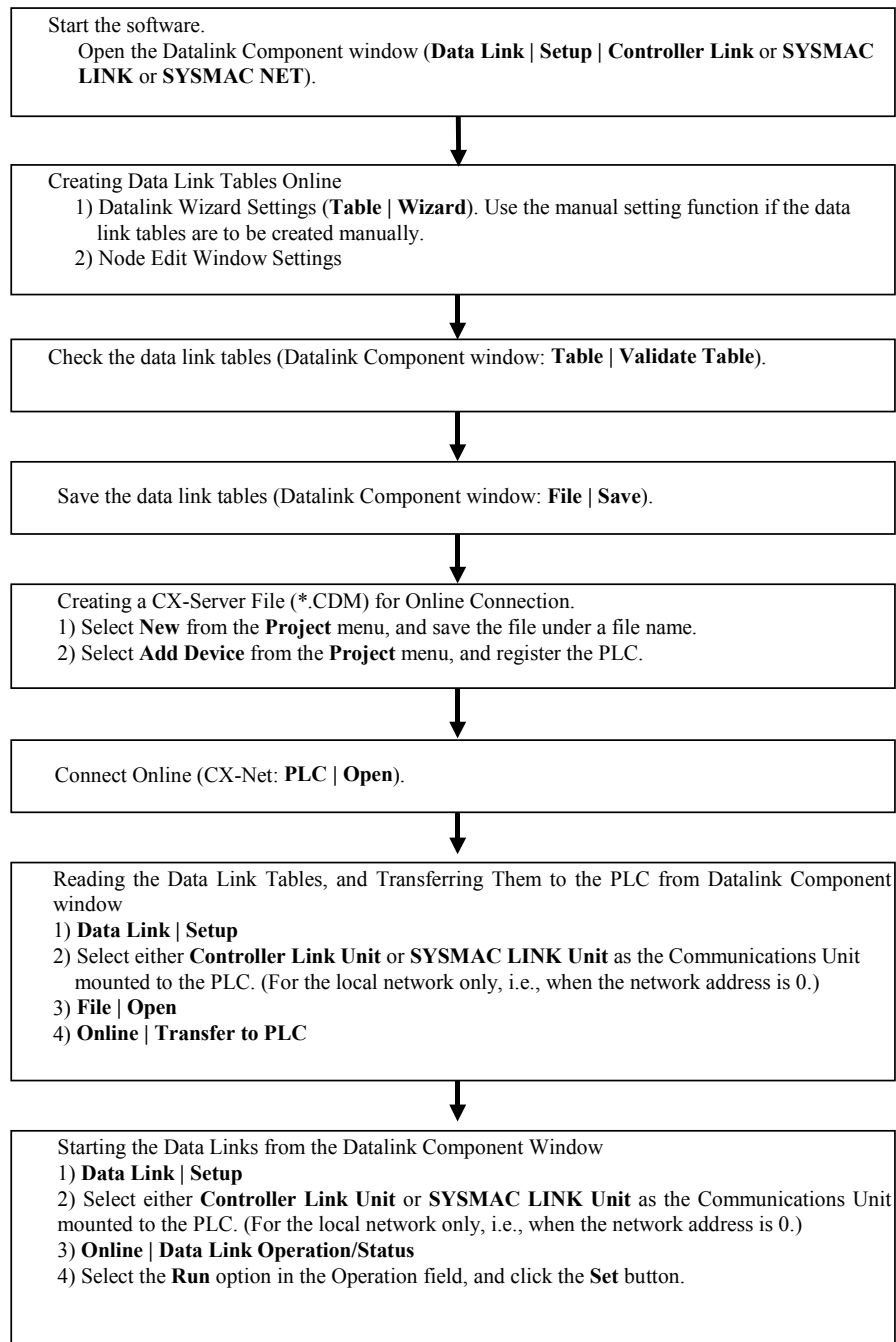 Start the software.
Open the Datalink Component window (Data Link | Setup | Controller Link or SYSMAC
LINK or SYSMAC NET).
Creating Data Link Tables Online
1) Datalink Wizard Settings (Table | Wizard). Use the manual setting function if the data
link tables are to be created manually.
2) Node Edit Window Settings
Check the data link tables (Datalink Component window: Table | Validate Table).
Save the data link tables (Datalink Component window: File | Save).
Creating a CX-Server File (*.CDM) for Online Connection.
1) Select New from the Project menu, and save the file under a file name.
2) Select Add Device from the Project menu, and register the PLC.
Connect Online (CX-Net: PLC | Open).
Reading the Data Link Tables, and Transferring Them to the PLC from Datalink Component
window
1) Data Link | Setup
2) Select either Controller Link Unit or SYSMAC LINK Unit as the Communications Unit
mounted to the PLC. (For the local network only, i.e., when the network address is 0.)
3) File | Open
4) Online | Transfer to PLC
Starting the Data Links from the Datalink Component Window
1) Data Link | Setup
2) Select either Controller Link Unit or SYSMAC LINK Unit as the Communications Unit
mounted to the PLC. (For the local network only, i.e., when the network address is 0.)
3) Online | Data Link Operation/Status
4) Select the Run option in the Operation field, and click the Set button.